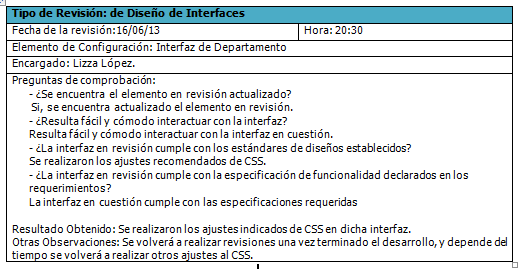 Tipo de Revisión: de Diseño de Interfaces
Fecha de la revisión:16/06/13 Hora: 20:30
Elemento de Configuración: Interfaz de Departamento
Encargado: Lizza López.
Preguntas de comprobación:
- ¿Se encuentra el elemento en revisión actualizado?
Si, se encuentra actualizado el elemento en revisión.
- ¿Resulta fácil y cómodo interactuar con la interfaz?
Resulta fácil y cómodo interactuar con la interfaz en cuestión.
- ¿La interfaz en revisión cumple con los estándares de diseños establecidos?
Se realizaron los ajustes recomendados de CSS.
- ¿La interfaz en revisión cumple con la especificación de funcionalidad declarados en los
requerimientos?
La interfaz en cuestión cumple con las especificaciones requeridas
Resultado Obtenido: Se realizaron los ajustes indicados de CSS en dicha interfaz.
Otras Observaciones: Se volverá a realizar revisiones una vez terminado el desarrollo, y depende del
tiempo se volverá a realizar otros ajustes al CSS.